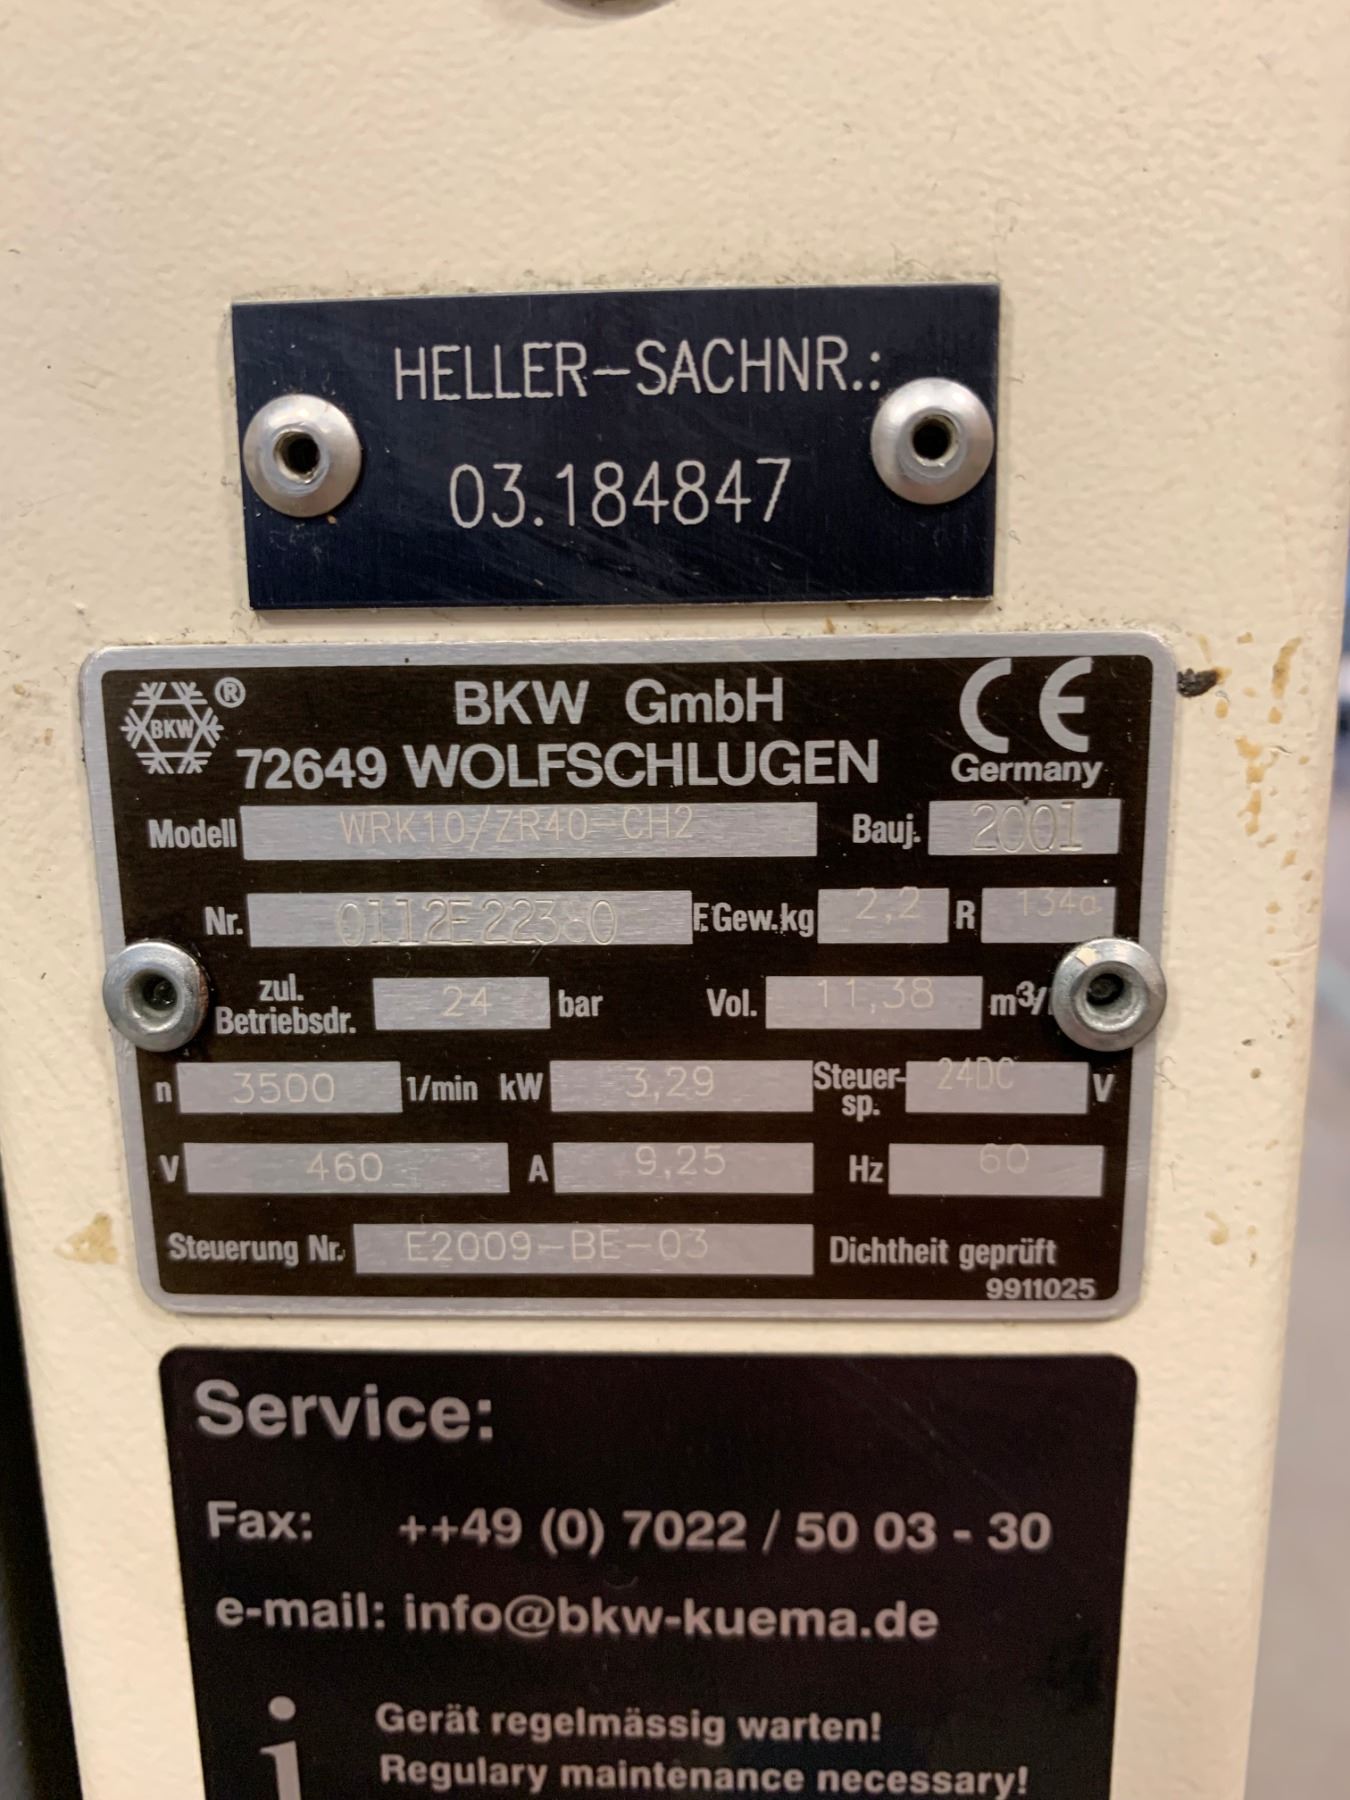 HELLER-SACHNR.:
03.184847
BKW ® BKW GmbH CE
72649 WOLFSCHLUGEN Germany
Modell WRK10/ZR40-CH2 Bauj. 2001
Nr. F.Gew.kg 2,2 R 134a
zul. Betriebsdr. 24 bar Vol. 11,38 m³/
n 3500 1/min kW 3,29 Steuer-sp. 24DC V
V 460 A 9,25 Hz 60
Steuerung Nr. E2009-BE-03 Dichtheit geprüft
9911025
Service:
Fax: ++49 (0) 7022 / 50 03 - 30
e-mail: info@bkw-kuema.de
i Gerät regelmässig warten!
Regulary maintenance necessary!